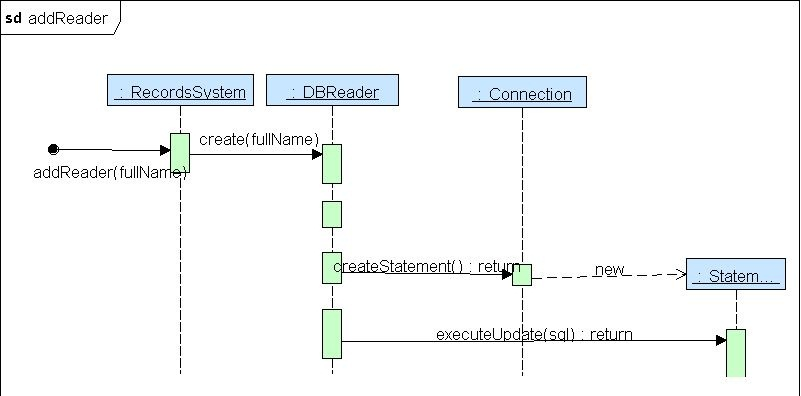 sd addReader
: RecordsSystem
: DBReader
: Connection
create(fullName)
addReader(fullName)
createStatement() : return
new
: Statem...
executeUpdate(sql) : return